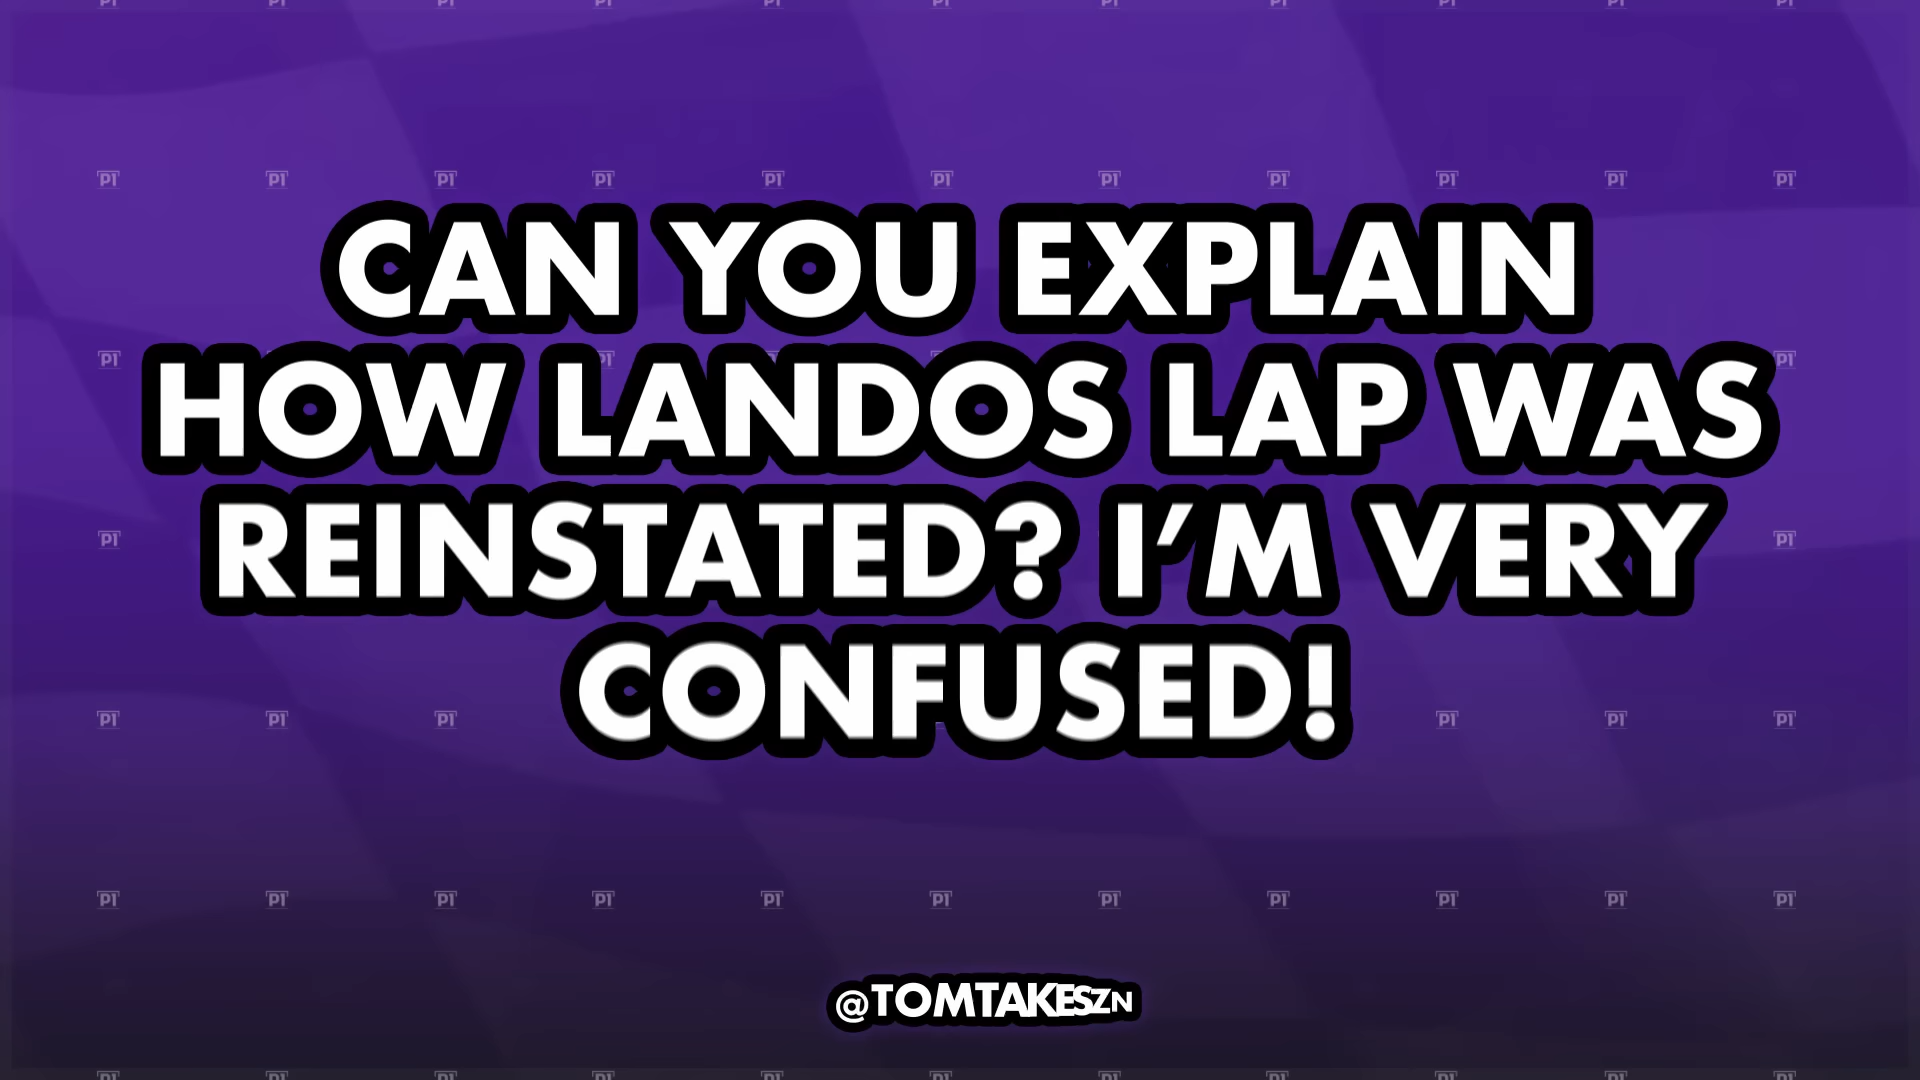 CAN YOU EXPLAIN
HOW LANDOS LAP WAS
REINSTATED? I'M VERY
CONFUSED!
@TOMTAKESZN